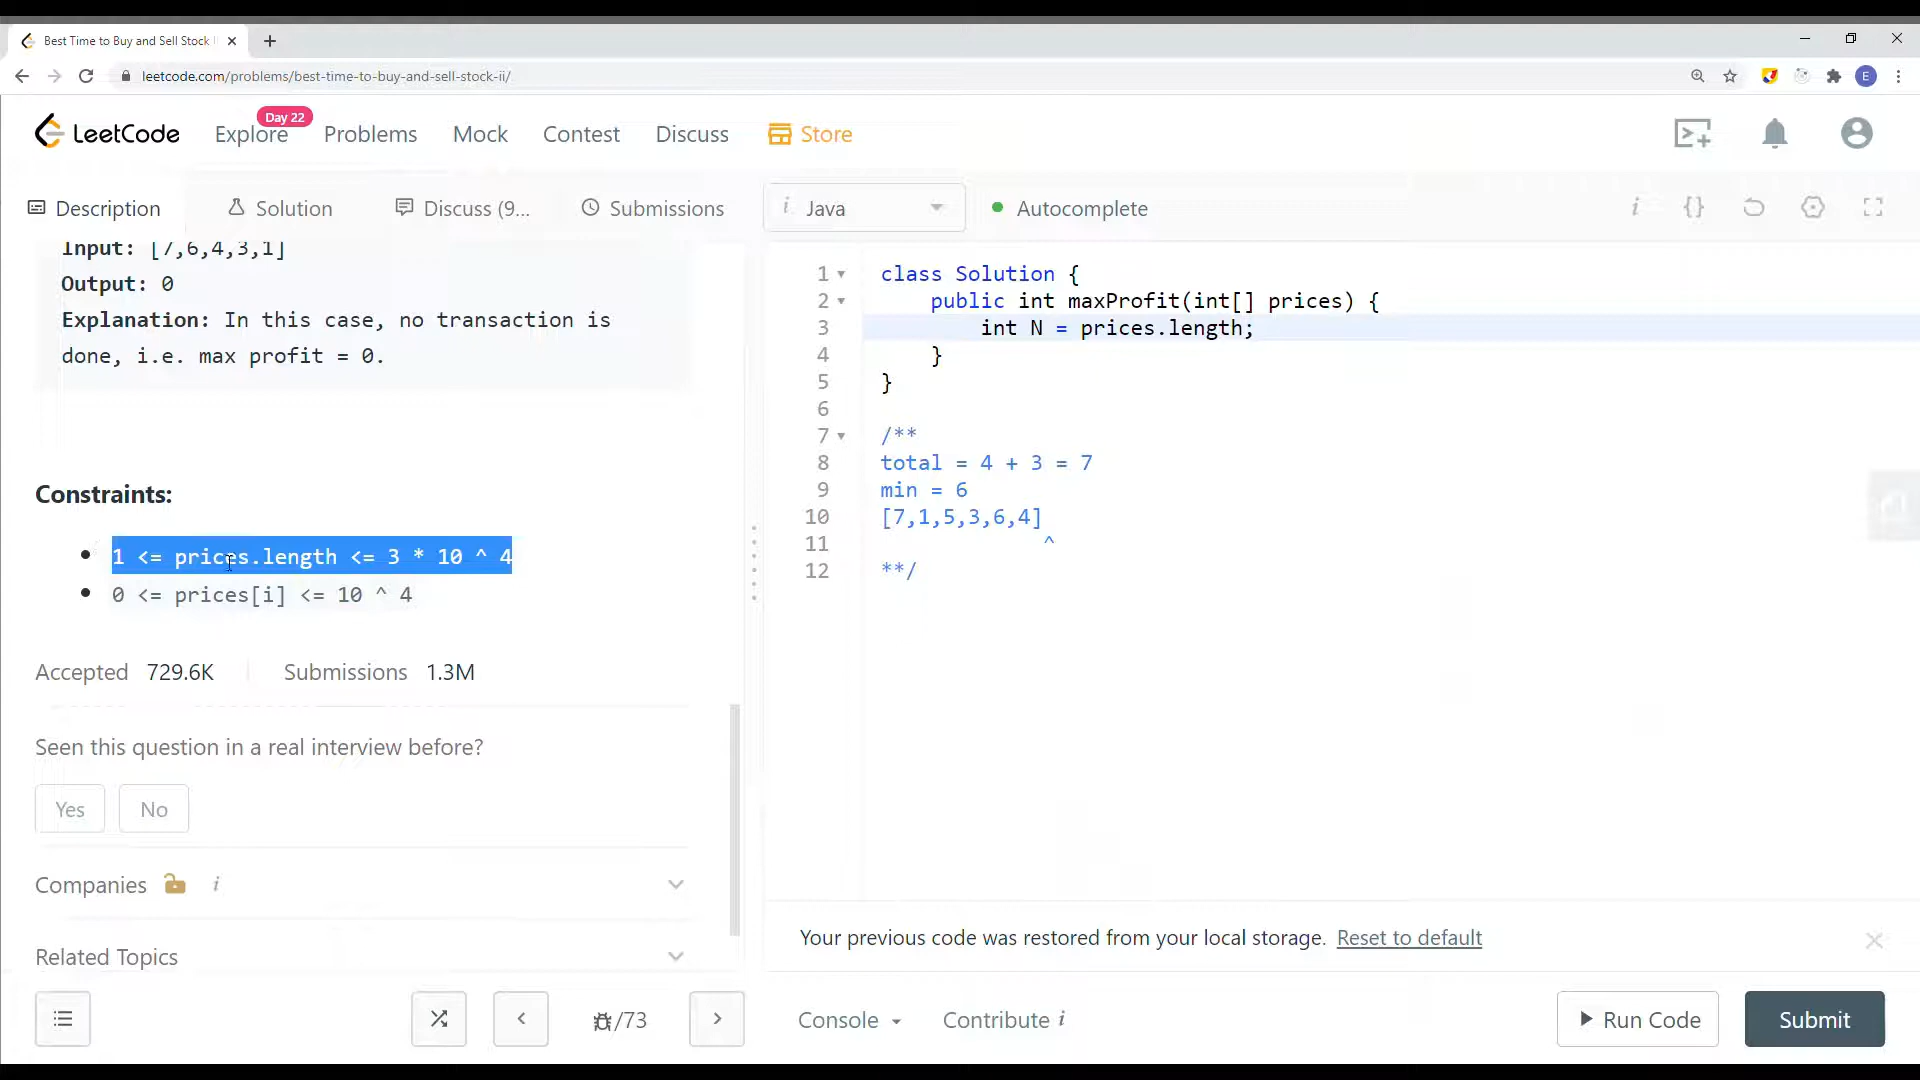 Best Time to Buy and Sell Stock
leetcode.com/problems/best-time-to-buy-and-sell-stock-ii/
E
LeetCode
Explore
Day 22
Problems
Mock
Contest
Discuss
Store
Description
Solution
Discuss (9...
Submissions
i Java
Autocomplete
i {}
Input: [7,6,4,3,1]
Output: 0
Explanation: In this case, no transaction is
done, i.e. max profit = 0.
Constraints:
1 <= prices.length <= 3 * 10 ^ 4
0 <= prices[i] <= 10 ^ 4
Accepted 729.6K
Submissions 1.3M
Seen this question in a real interview before?
Yes
No
Companies i
Related Topics
/73
1 class Solution {
2 public int maxProfit(int[] prices) {
3 int N = prices.length;
4 }
5 }
6
7 /**
8 total = 4 + 3 = 7
9 min = 6
10 [7,1,5,3,6,4]
11 ^
12 **/
Your previous code was restored from your local storage. Reset to default
Console
Contribute i
Run Code
Submit